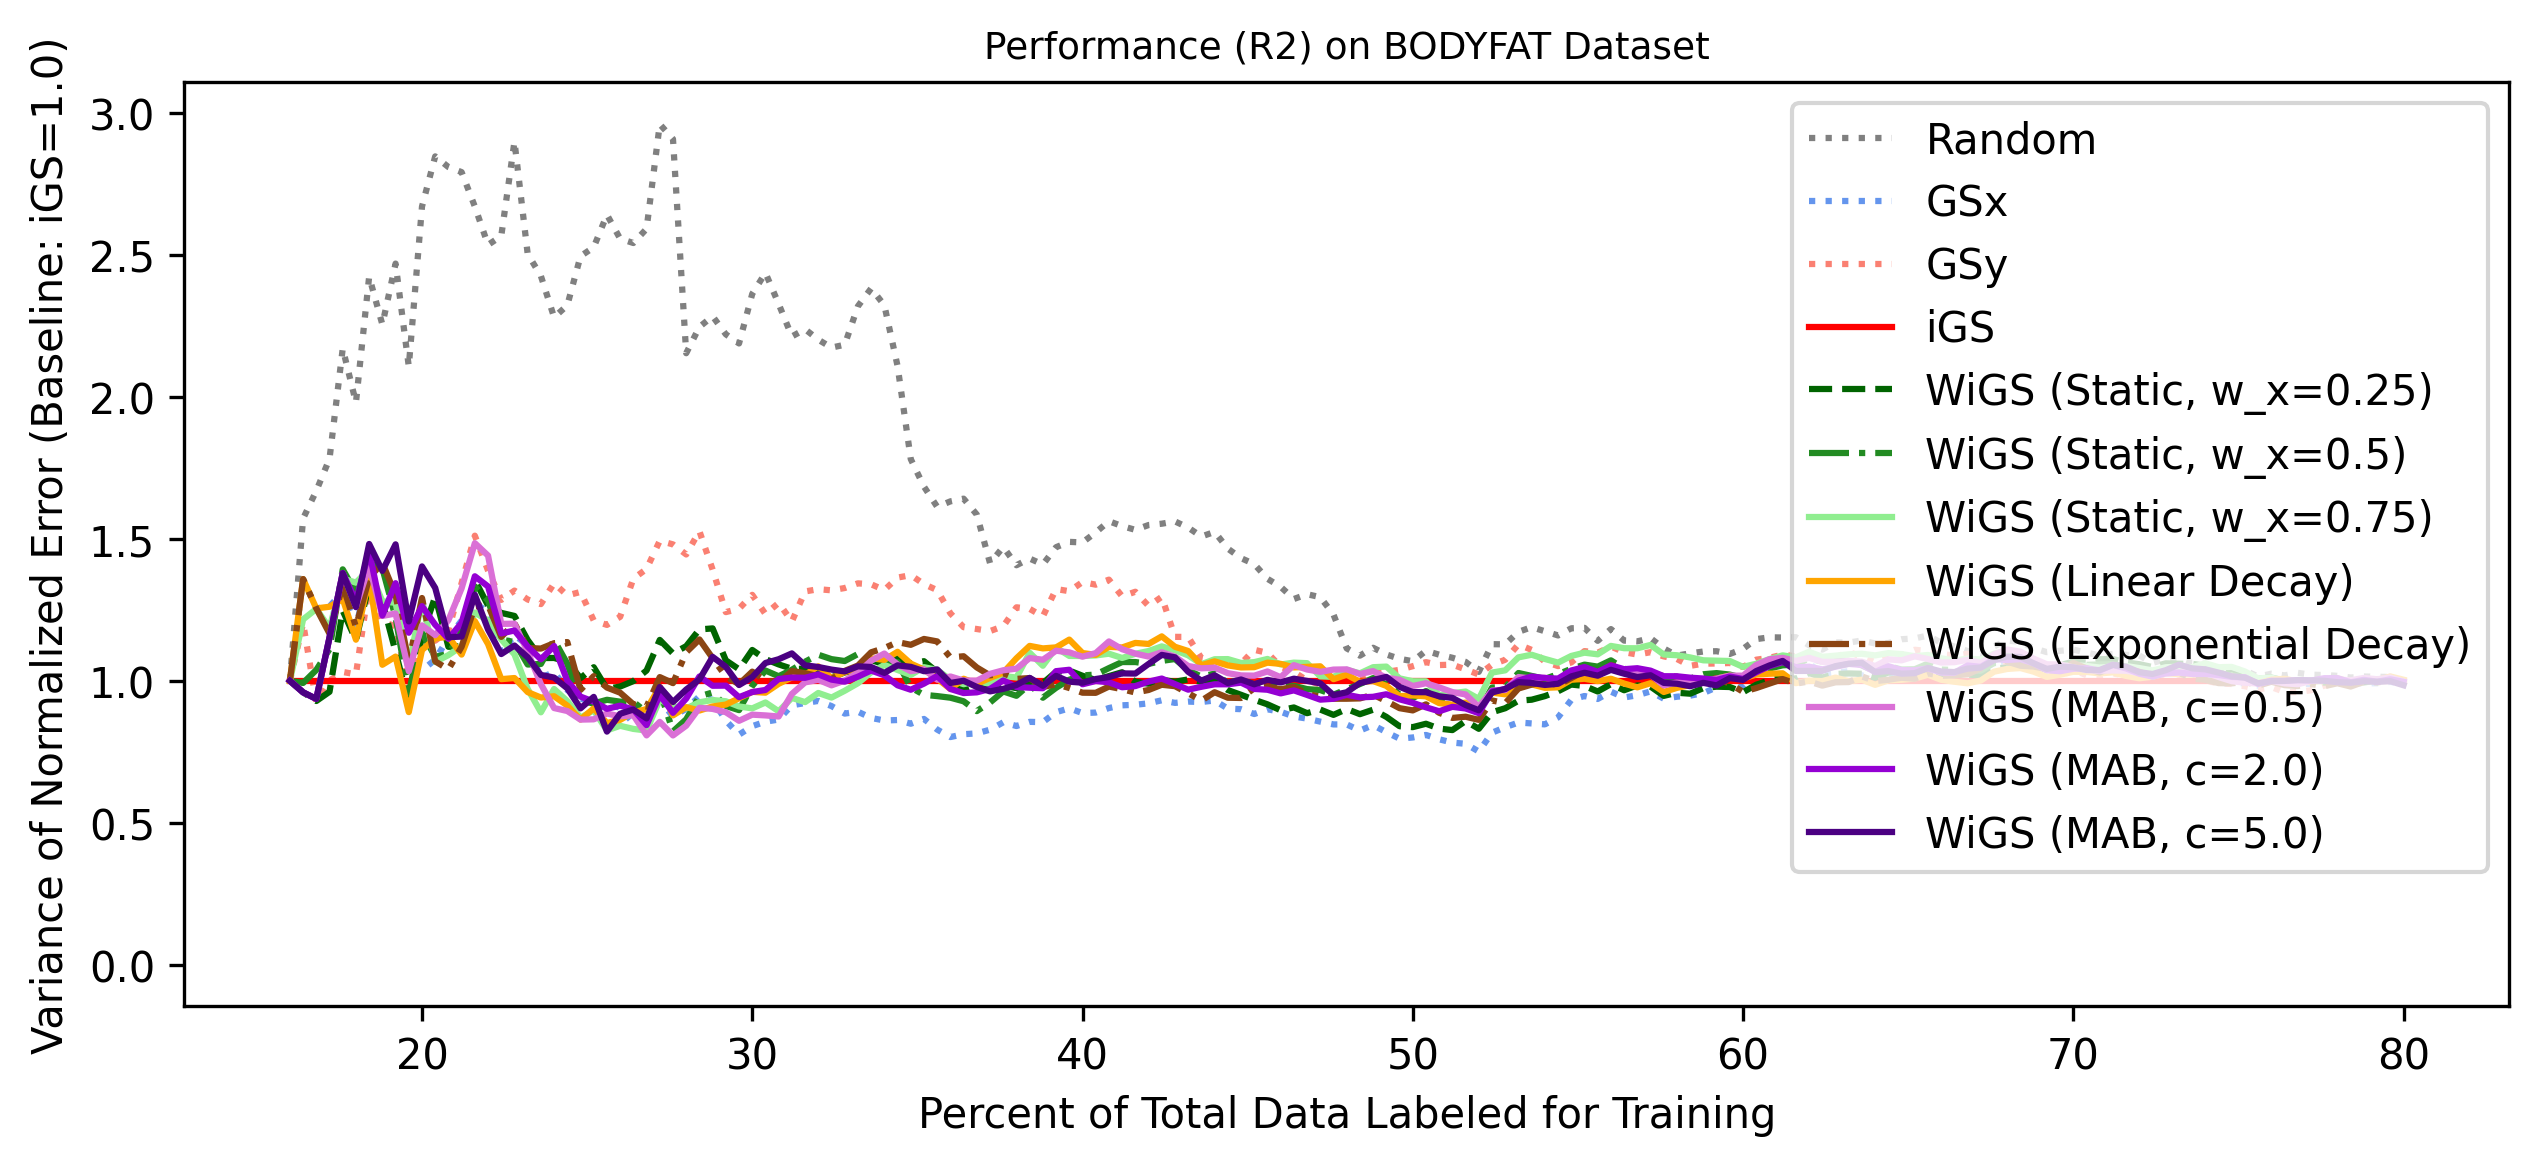 Performance (R2) on BODYFAT Dataset
Variance of Normalized Error (Baseline: iGS=1.0)
3.0
2.5
2.0
1.5
1.0
0.5
0.0
Random
GSx
GSy
iGS
WiGS (Static, w_x=0.25)
WiGS (Static, w_x=0.5)
WiGS (Static, w_x=0.75)
WiGS (Linear Decay)
WiGS (Exponential Decay)
WiGS (MAB, c=0.5)
WiGS (MAB, c=2.0)
WiGS (MAB, c=5.0)
20 30 40 50 60 70 80
Percent of Total Data Labeled for Training